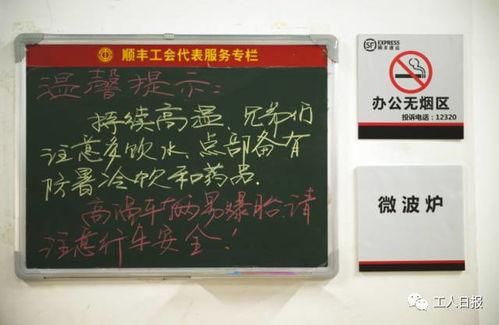 顺丰工会代表服务专栏
温馨提示:
持续高温 兄弟们
注意多饮水,点部备有
防暑冷饮和药品.
高温车辆易爆胎.请
注意行车安全!
SF EXPRESS
顺丰速运
办公无烟区
投诉电话:12320
微波炉
工人日报